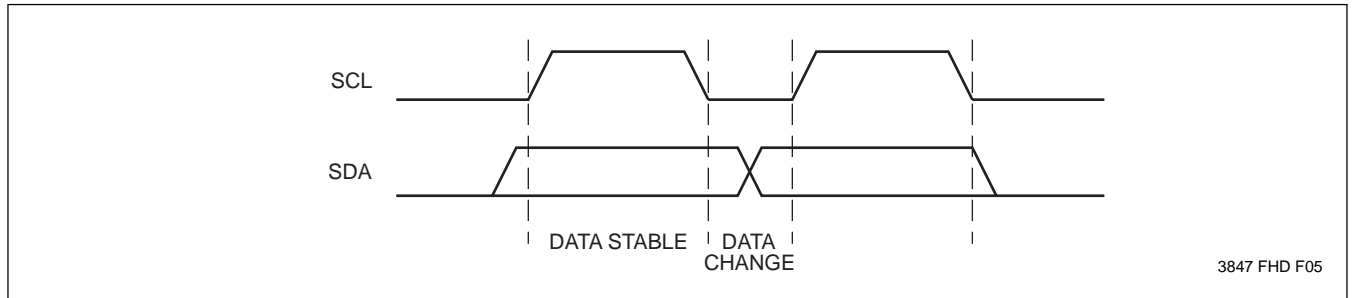 SCL
SDA
DATA STABLE
DATA
CHANGE
3847 FHD F05